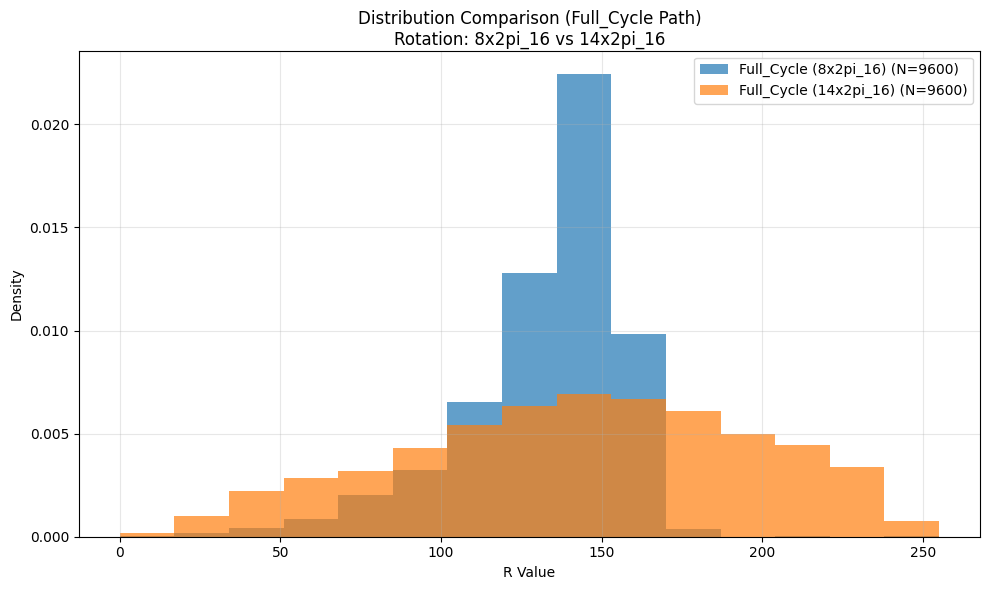 Distribution Comparison (Full_Cycle Path)
Rotation: 8x2pi_16 vs 14x2pi_16
Full_Cycle (8x2pi_16) (N=9600)
Full_Cycle (14x2pi_16) (N=9600)
Density
0.020
0.015
0.010
0.005
0.000
0 50 100 150 200 250
R Value